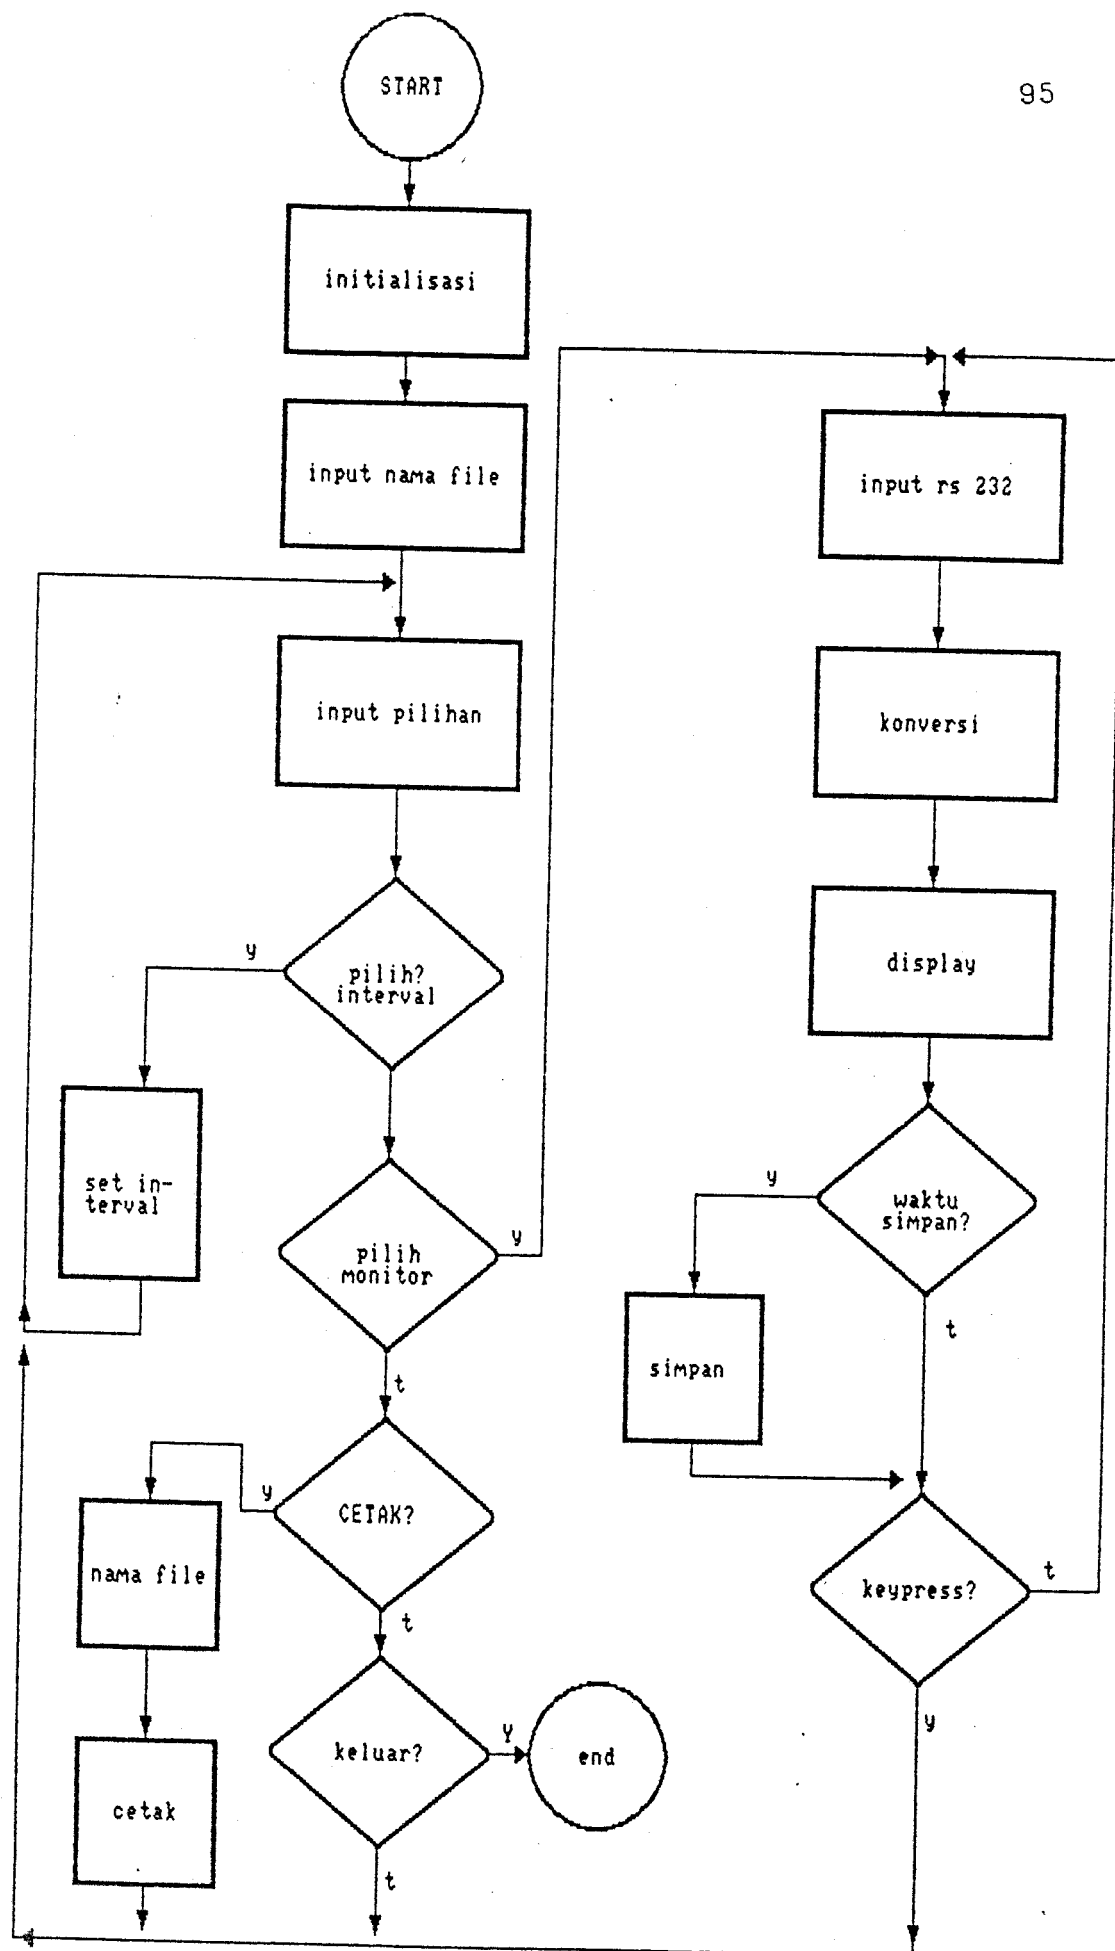 95
START
initialisasi
input nama file
input pilihan
y
pilih?
interval
set in-
terval
pilih
monitor
y
t
CETAK?
y
nama file
cetak
t
keluar?
Y
end
t
input rs 232
konversi
display
waktu
simpan?
y
simpan
t
keypress?
t
y